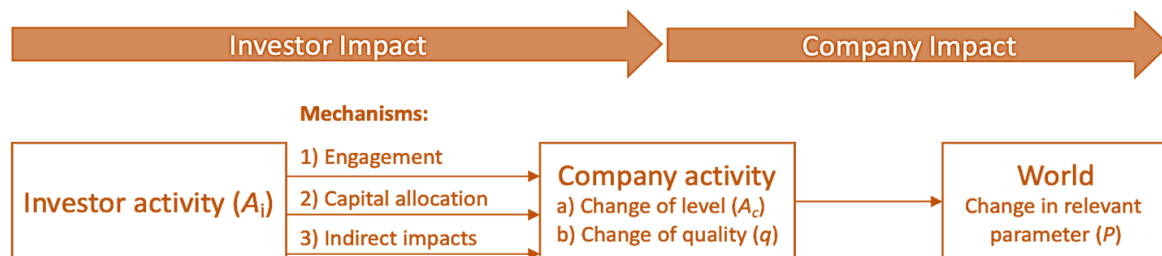 Investor Impact
Company Impact
Mechanisms:
Investor activity (Ai)
1) Engagement
2) Capital allocation
3) Indirect impacts
Company activity
a) Change of level (Ac)
b) Change of quality (q)
World
Change in relevant
parameter (P)